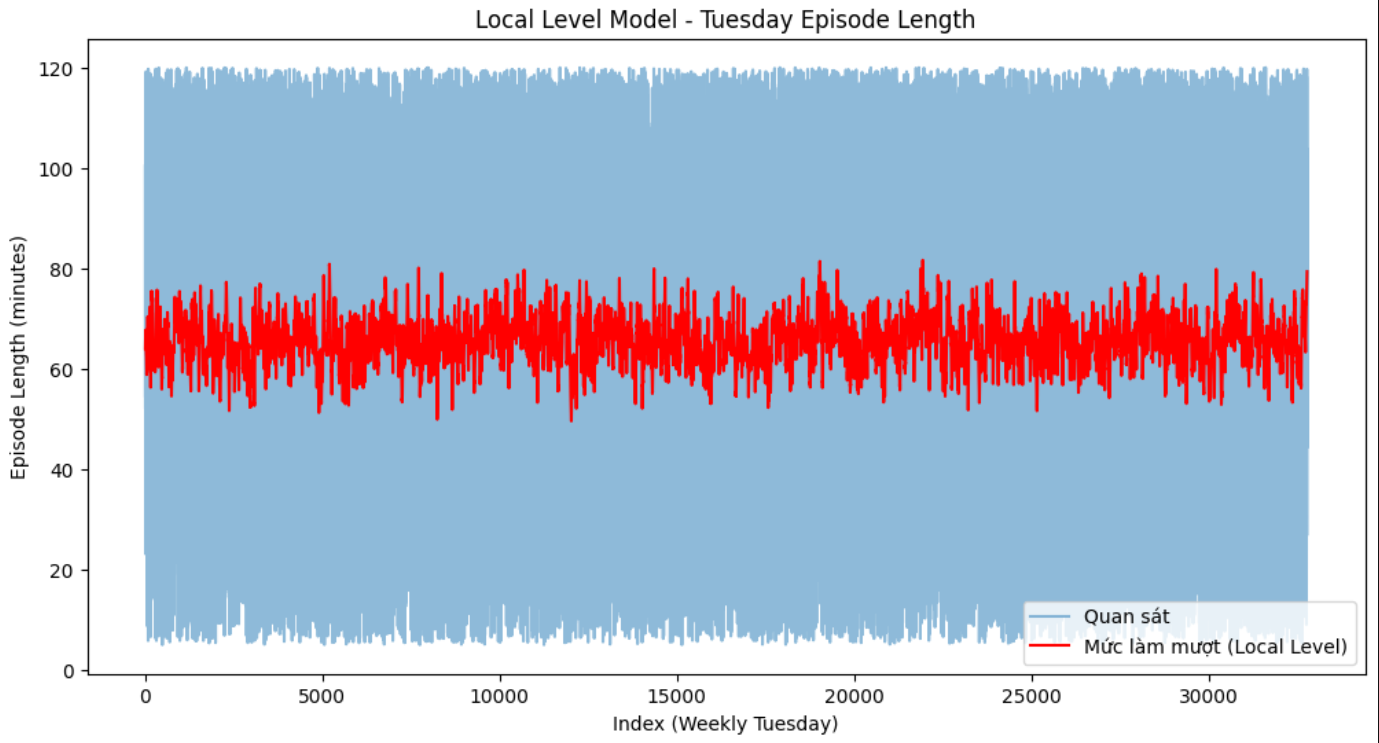 Local Level Model - Tuesday Episode Length
Episode Length (minutes)
120
100
80
60
40
20
0
0 5000 10000 15000 20000 25000 30000
Index (Weekly Tuesday)
Quan sát
Mức làm mượt (Local Level)